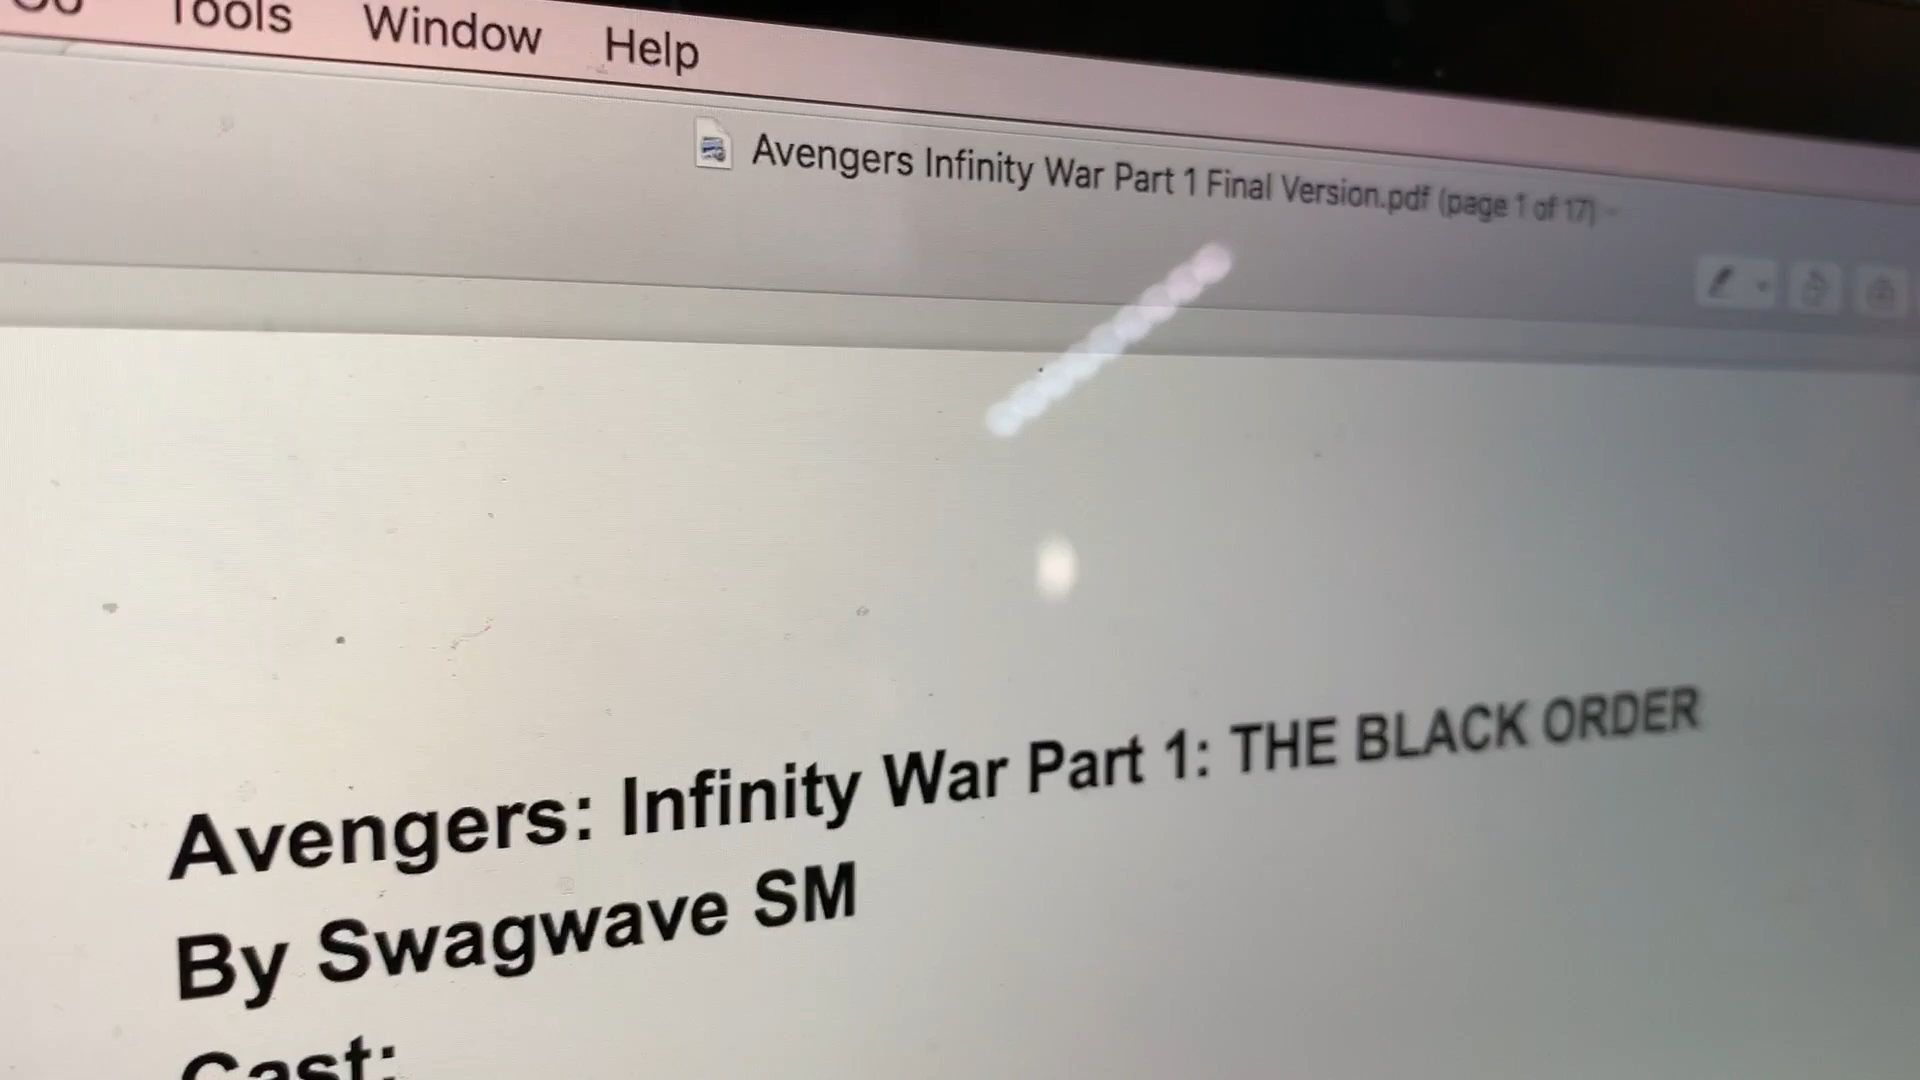 Tools Window Help
Avengers Infinity War Part 1 Final Version.pdf (page 1 of 17)
Avengers: Infinity War Part 1: THE BLACK ORDER
By Swagwave SM
Cast: